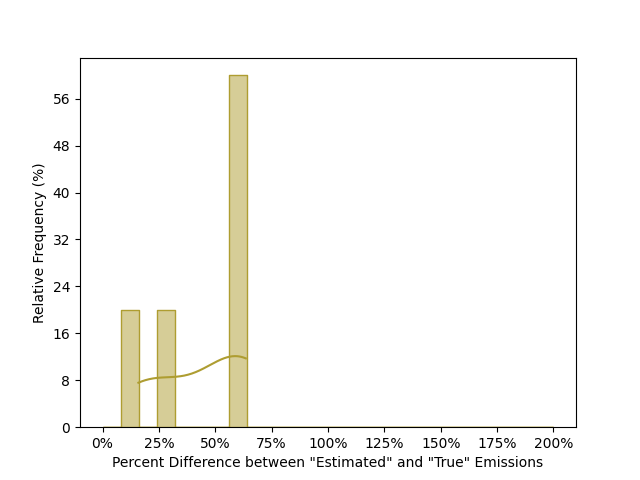 56
48
40
32
24
16
8
0
Relative Frequency (%)
0% 25% 50% 75% 100% 125% 150% 175% 200%
Percent Difference between "Estimated" and "True" Emissions